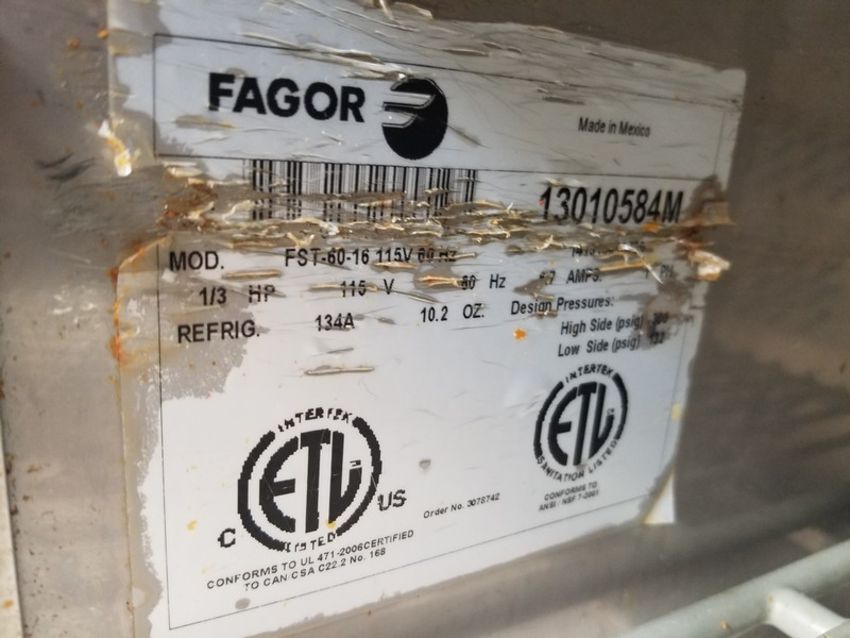 FAGOR
Made in Mexico
13010584M
MOD. FST-60-16 115V 60 Hz
1/3 HP 115 V 60 Hz AMPS.
REFRIG. 134A 10.2 OZ. Design Pressures:
High Side (psig)
Low Side (psig)
INTERTEK
ETL
LISTED
C US
INTERTEK
ETL
SANITATION LISTED
CONFORMS TO
ANSI / NSF 7-2001
Order No. 3078742
CONFORMS TO UL 471-2006CERTIFIED
TO CAN/CSA C22.2 No. 168